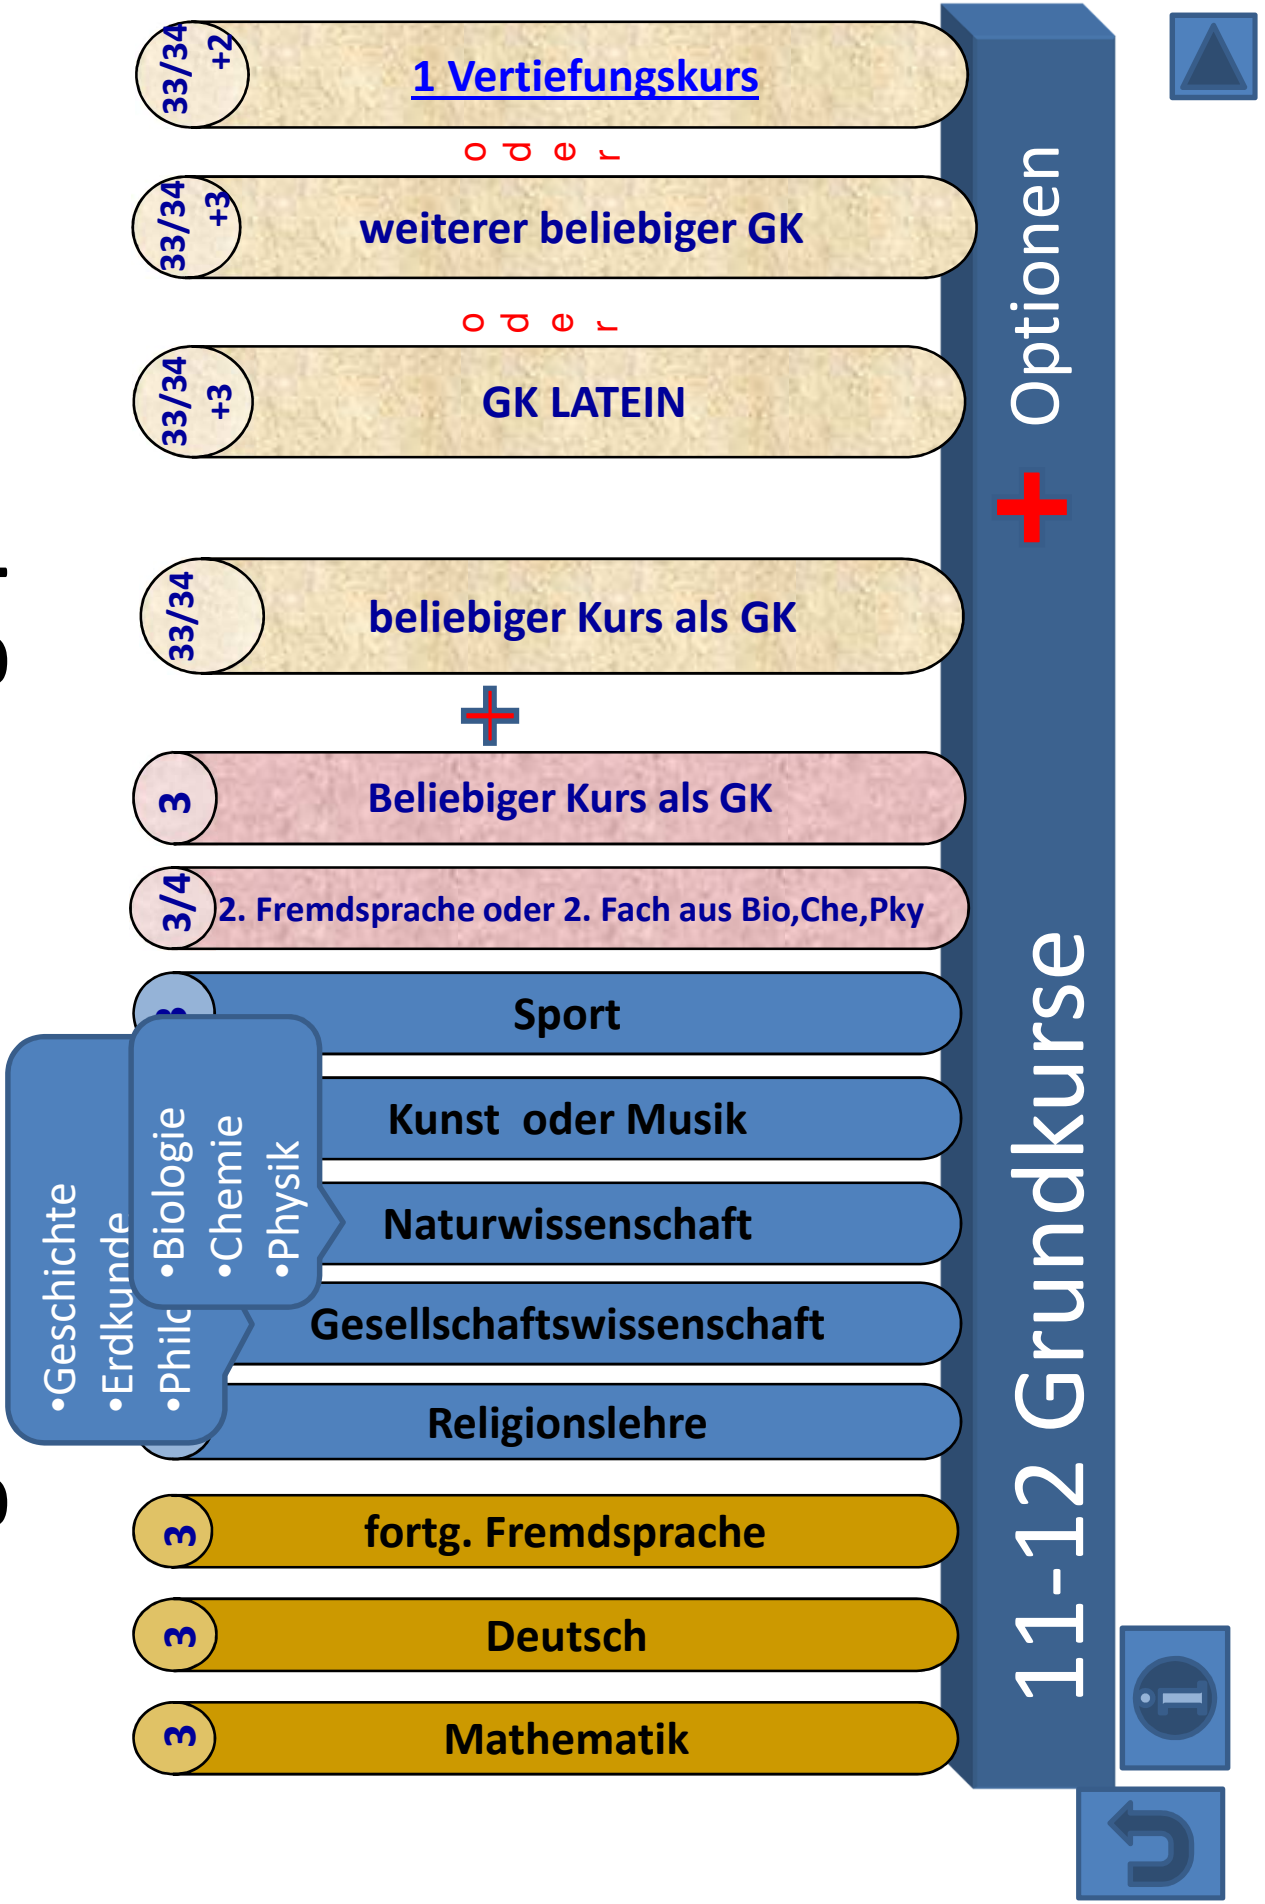 33/34
+2
1 Vertiefungskurs
oder
33/34
+3
weiterer beliebiger GK
oder
33/34
+3
GK LATEIN
33/34
beliebiger Kurs als GK
3
Beliebiger Kurs als GK
3/4
2. Fremdsprache oder 2. Fach aus Bio,Che,Pky
Sport
Kunst oder Musik
Naturwissenschaft
•Biologie
•Chemie
•Physik
Gesellschaftswissenschaft
•Geschichte
•Erdkunde
Religionslehre
3
fortg. Fremdsprache
3
Deutsch
3
Mathematik
11-12 Grundkurse + Optionen